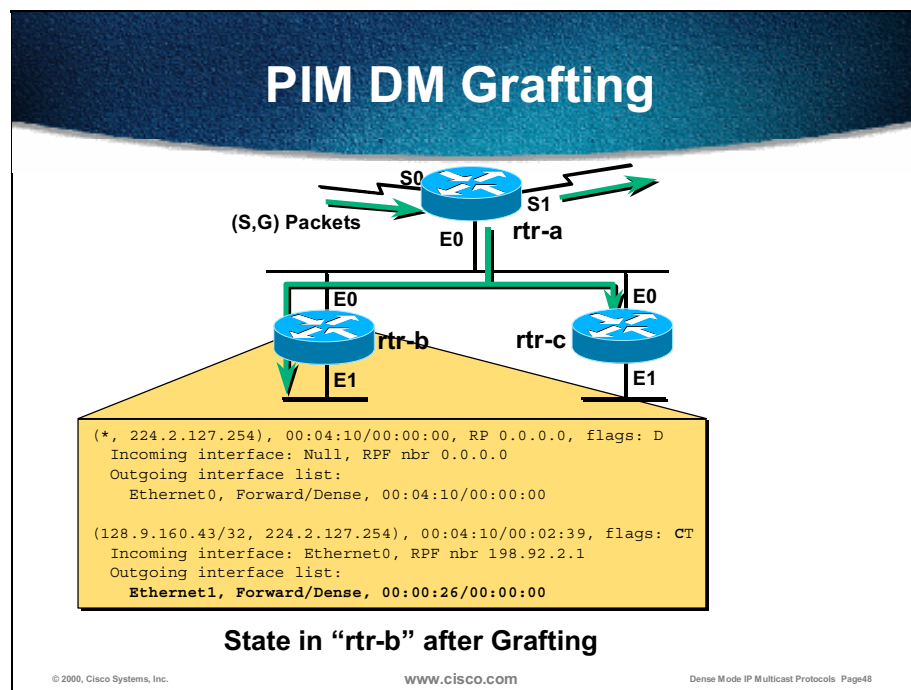 PIM DM Grafting
S0
S1
(S,G) Packets
E0
rtr-a
E0
E0
rtr-b
rtr-c
E1
E1
(*, 224.2.127.254), 00:04:10/00:00:00, RP 0.0.0.0, flags: D
Incoming interface: Null, RPF nbr 0.0.0.0
Outgoing interface list:
Ethernet0, Forward/Dense, 00:04:10/00:00:00
(128.9.160.43/32, 224.2.127.254), 00:04:10/00:02:39, flags: CT
Incoming interface: Ethernet0, RPF nbr 198.92.2.1
Outgoing interface list:
Ethernet1, Forward/Dense, 00:00:26/00:00:00
State in “rtr-b” after Grafting
© 2000, Cisco Systems, Inc.
www.cisco.com
Dense Mode IP Multicast Protocols Page48